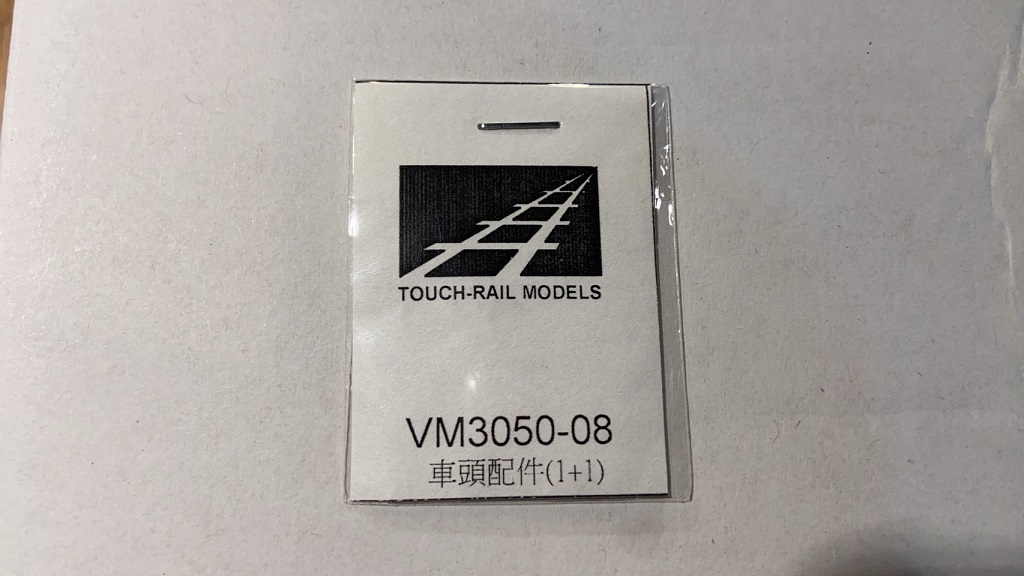 TOUCH-RAIL MODELS
VM3050-08
車頭配件(1+1)